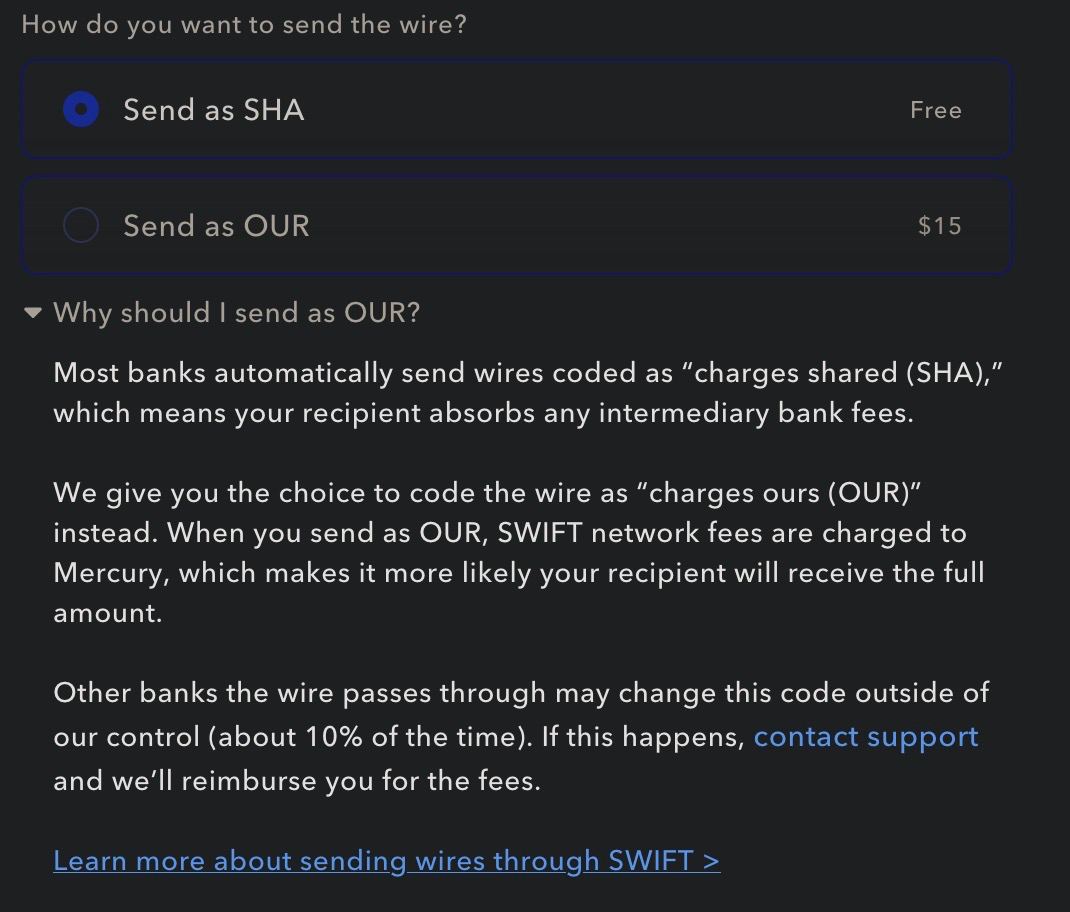 How do you want to send the wire?
Send as SHA Free
Send as OUR $15
Why should I send as OUR?
Most banks automatically send wires coded as “charges shared (SHA),”
which means your recipient absorbs any intermediary bank fees.
We give you the choice to code the wire as “charges ours (OUR)”
instead. When you send as OUR, SWIFT network fees are charged to
Mercury, which makes it more likely your recipient will receive the full
amount.
Other banks the wire passes through may change this code outside of
our control (about 10% of the time). If this happens, contact support
and we’ll reimburse you for the fees.
Learn more about sending wires through SWIFT >